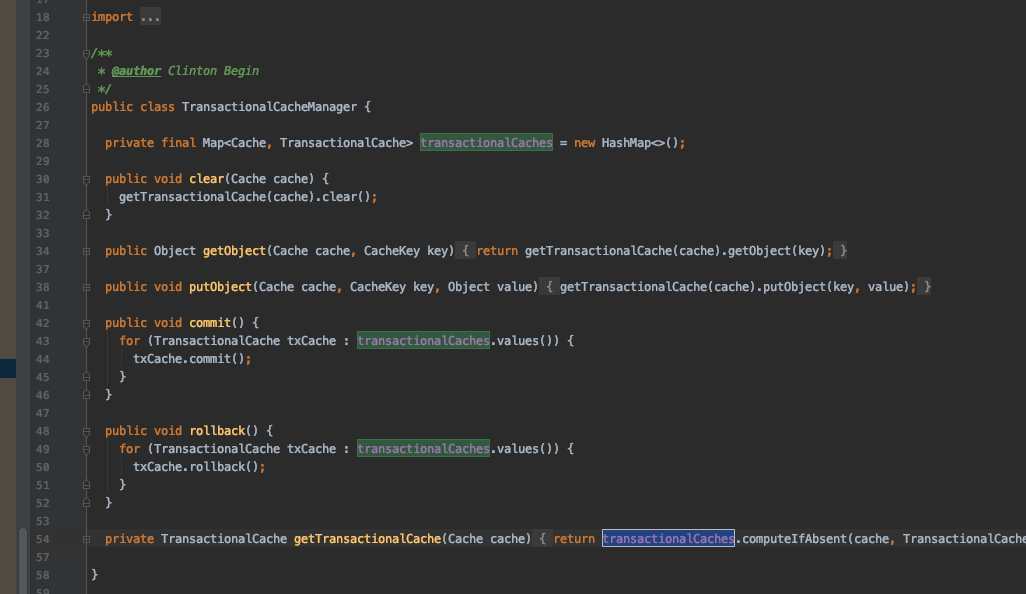 17
18 import ...
22
23 /**
24  * @author Clinton Begin
25  */
26 public class TransactionalCacheManager {
27
28   private final Map<Cache, TransactionalCache> transactionalCaches = new HashMap<>();
29
30   public void clear(Cache cache) {
31     getTransactionalCache(cache).clear();
32   }
33
34   public Object getObject(Cache cache, CacheKey key) { return getTransactionalCache(cache).getObject(key); }
37
38   public void putObject(Cache cache, CacheKey key, Object value) { getTransactionalCache(cache).putObject(key, value); }
41
42   public void commit() {
43     for (TransactionalCache txCache : transactionalCaches.values()) {
44       txCache.commit();
45     }
46   }
47
48   public void rollback() {
49     for (TransactionalCache txCache : transactionalCaches.values()) {
50       txCache.rollback();
51     }
52   }
53
54   private TransactionalCache getTransactionalCache(Cache cache) { return transactionalCaches.computeIfAbsent(cache, TransactionalCache
57
58 }
59